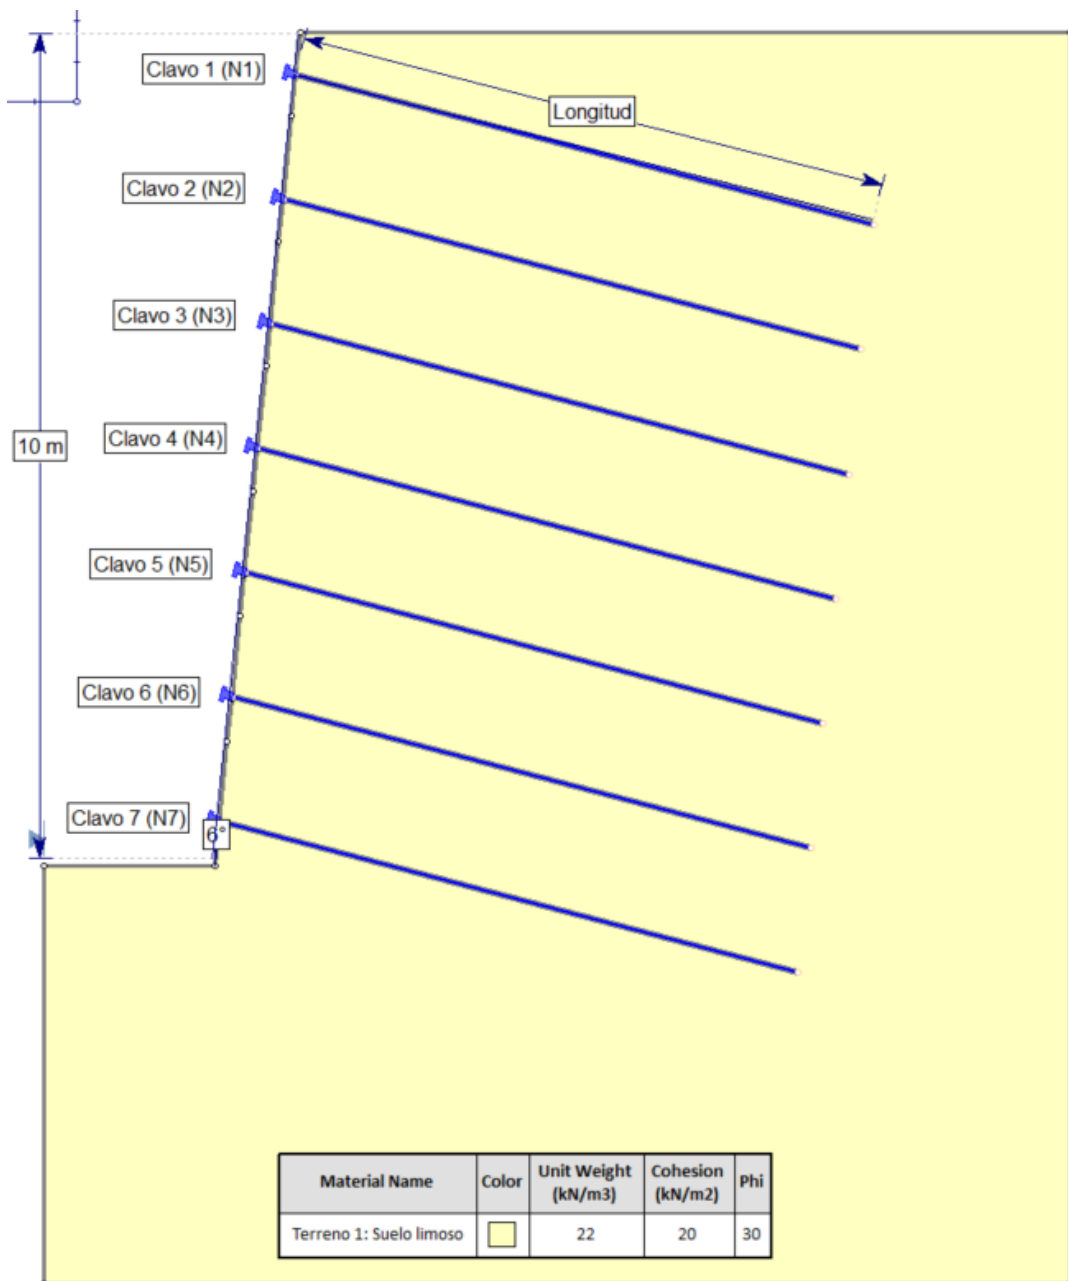 Clavo 1 (N1)
Longitud
Clavo 2 (N2)
Clavo 3 (N3)
10 m
Clavo 4 (N4)
Clavo 5 (N5)
Clavo 6 (N6)
Clavo 7 (N7)
6°
Material Name Color Unit Weight (kN/m3) Cohesion (kN/m2) Phi
Terreno 1: Suelo limoso 22 20 30